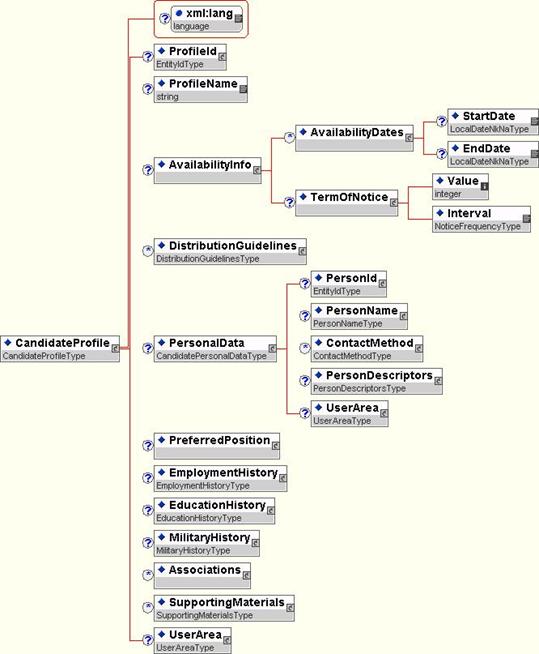 xml:lang
language
ProfileId
EntityIdType
ProfileName
string
AvailabilityInfo
AvailabilityDates
StartDate
LocalDateNkNaType
EndDate
LocalDateNkNaType
TermOfNotice
Value
integer
Interval
NoticeFrequencyType
DistributionGuidelines
DistributionGuidelinesType
CandidateProfile
CandidateProfileType
PersonalData
CandidatePersonalDataType
PersonId
EntityIdType
PersonName
PersonNameType
ContactMethod
ContactMethodType
PersonDescriptors
PersonDescriptorsType
UserArea
UserAreaType
PreferredPosition
EmploymentHistory
EmploymentHistoryType
EducationHistory
EducationHistoryType
MilitaryHistory
MilitaryHistoryType
Associations
SupportingMaterials
SupportingMaterialsType
UserArea
UserAreaType